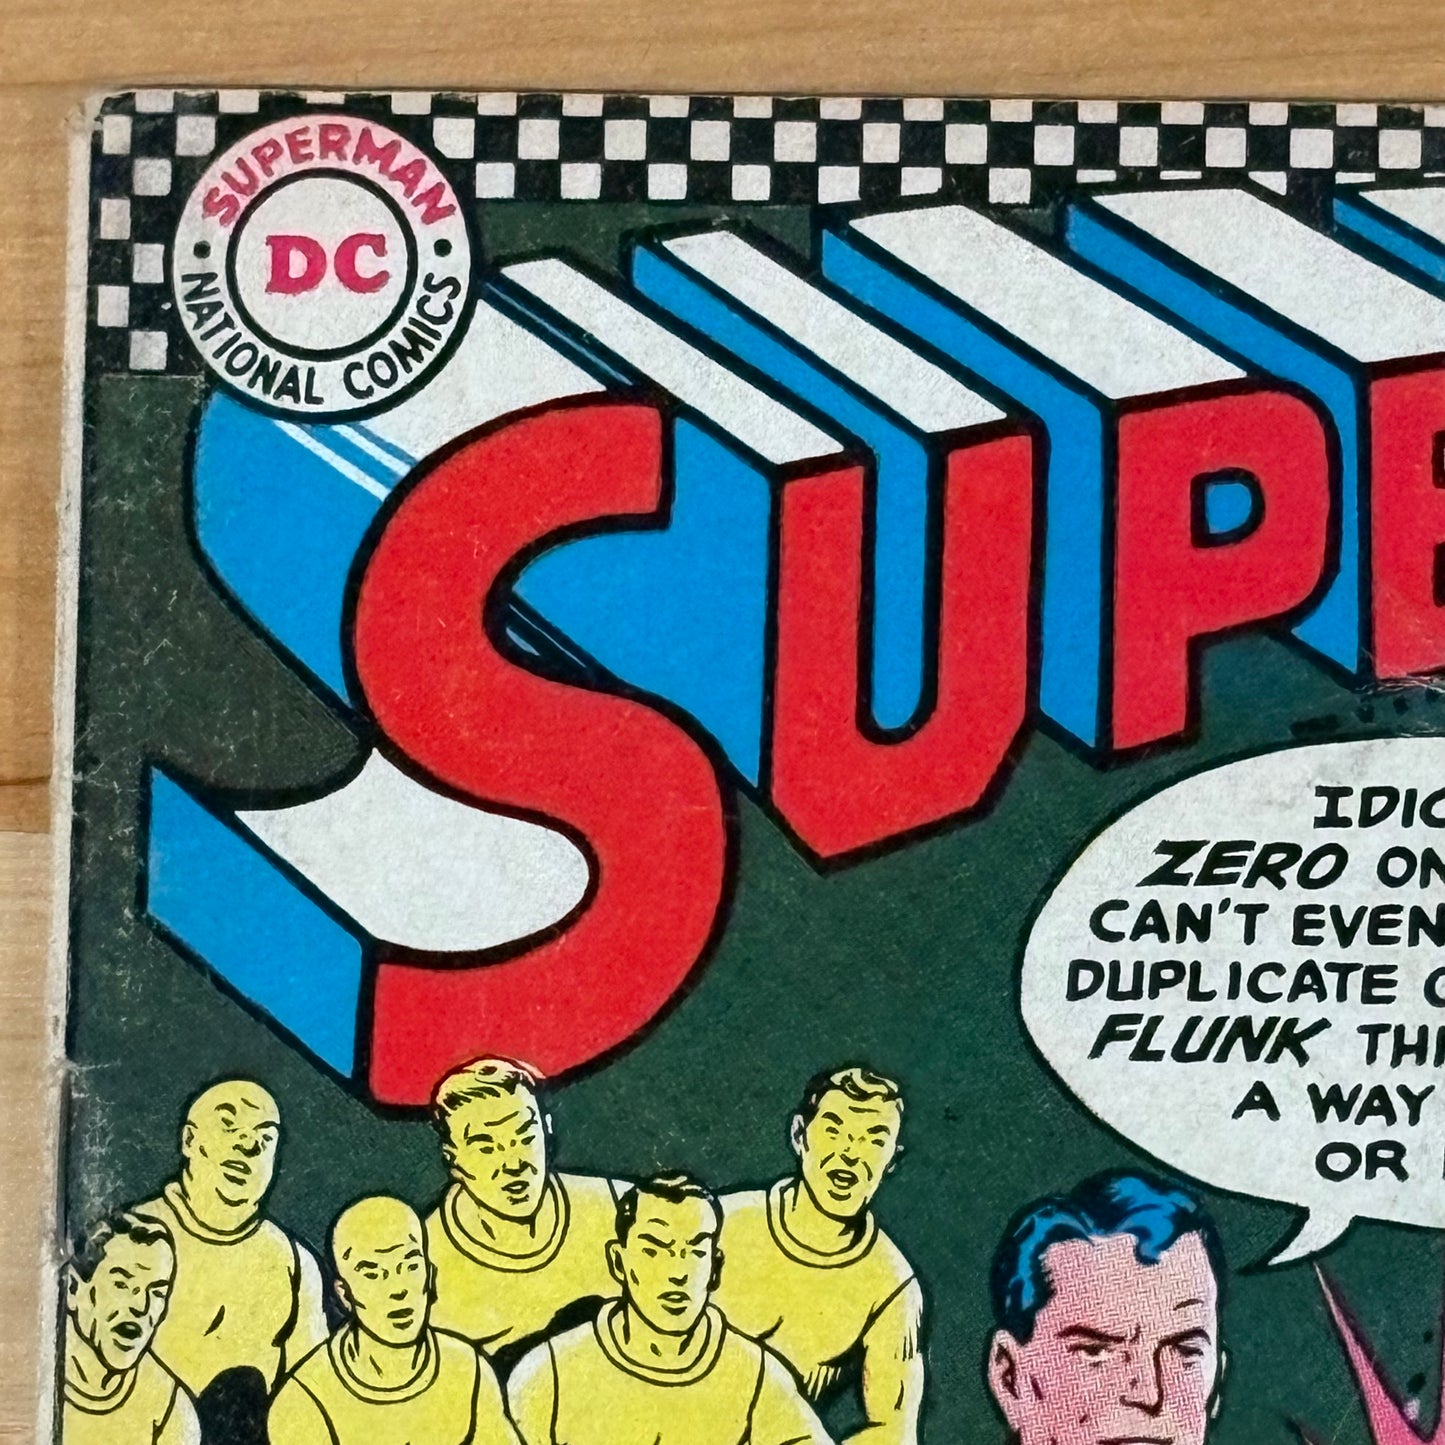 SUPERMAN
DC
NATIONAL COMICS
SUPE
IDIO
ZERO ON
CAN'T EVEN
DUPLICATE
FLUNK TH
A WAY
OR